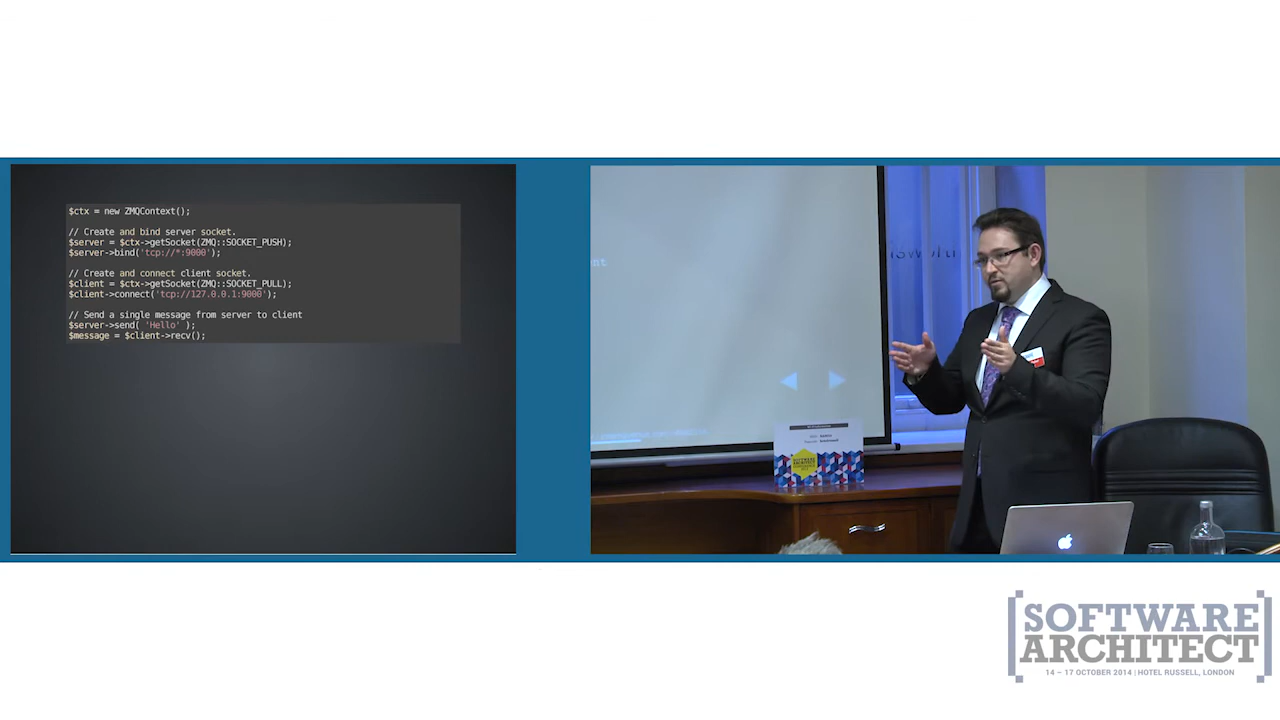 $ctx = new ZMQContext();
// Create and bind server socket.
$server = $ctx->getSocket(ZMQ::SOCKET_PUSH);
$server->bind('tcp://*:9000');
// Create and connect client socket.
$client = $ctx->getSocket(ZMQ::SOCKET_PULL);
$client->connect('tcp://127.0.0.1:9000');
// Send a single message from server to client
$server->send( 'Hello' );
$message = $client->recv();
SOFTWARE
ARCHITECT
[SOFTWARE
ARCHITECT]
14 – 17 OCTOBER 2014 | HOTEL RUSSELL, LONDON